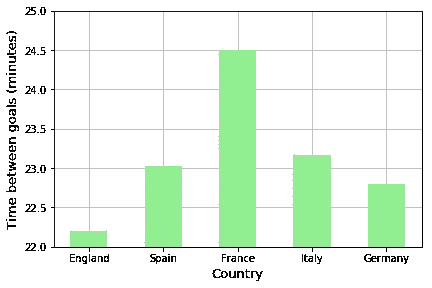 Time between goals (minutes)
25.0
24.5
24.0
23.5
23.0
22.5
22.0
England Spain France Italy Germany
Country